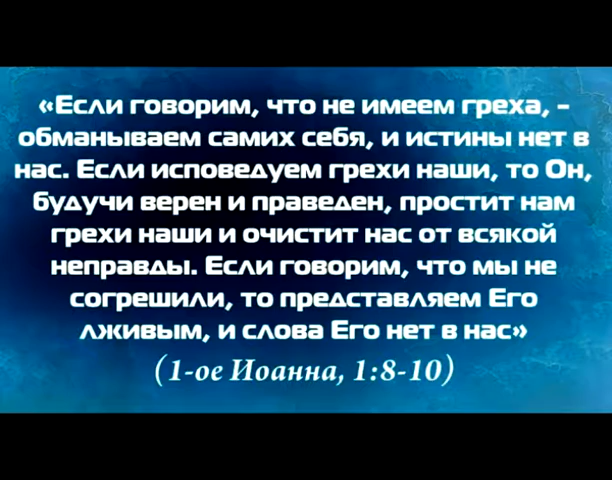 «Если говорим, что не имеем греха, -
обманываем самих себя, и истины нет в
нас. Если исповедуем грехи наши, то Он,
будучи верен и праведен, простит нам
грехи наши и очистит нас от всякой
неправды. Если говорим, что мы не
согрешили, то представляем Его
лживым, и слова Его нет в нас»
(1-ое Иоанна, 1:8-10)